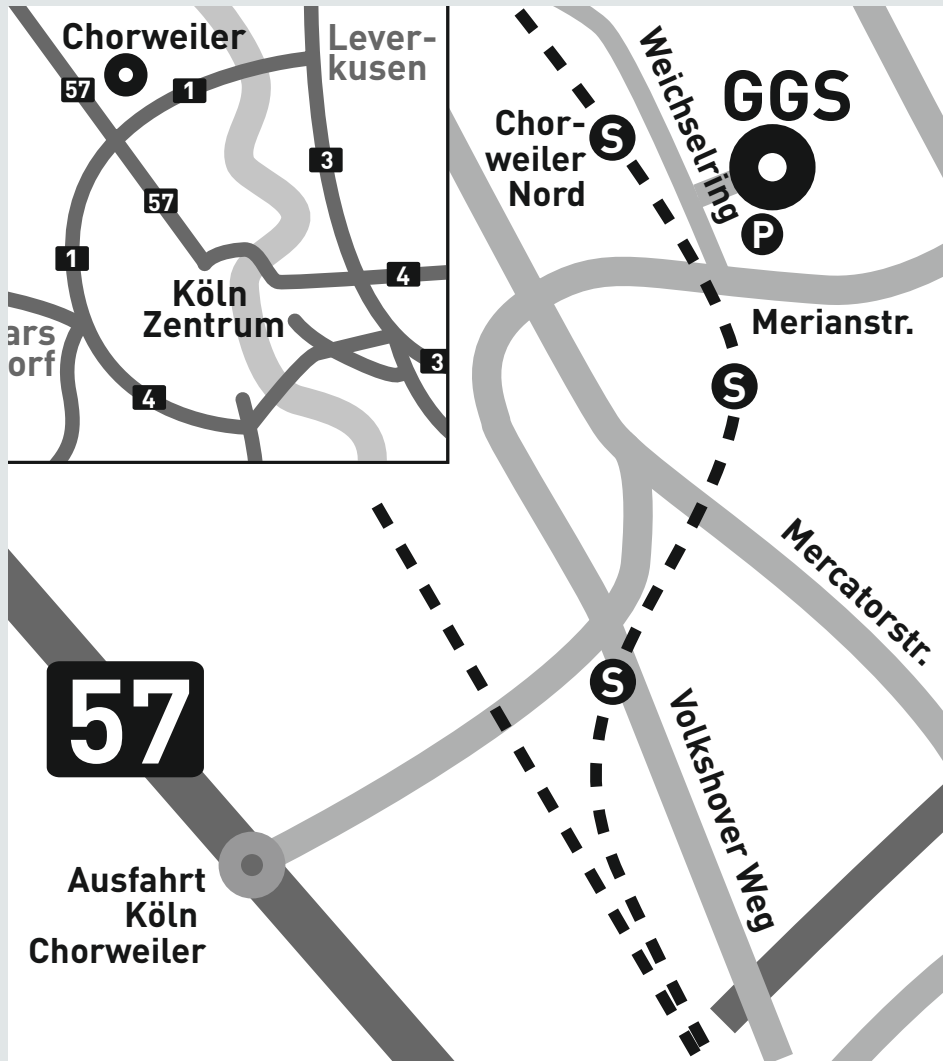 Chorweiler
Lever-
kusen
57
1
3
57
1
4
Köln
Zentrum
ars
orf
3
4
Weichselring
GGS
S
Chor-
weiler
Nord
P
Merianstr.
S
Mercatorstr.
57
S
Volkshover Weg
Ausfahrt
Köln
Chorweiler